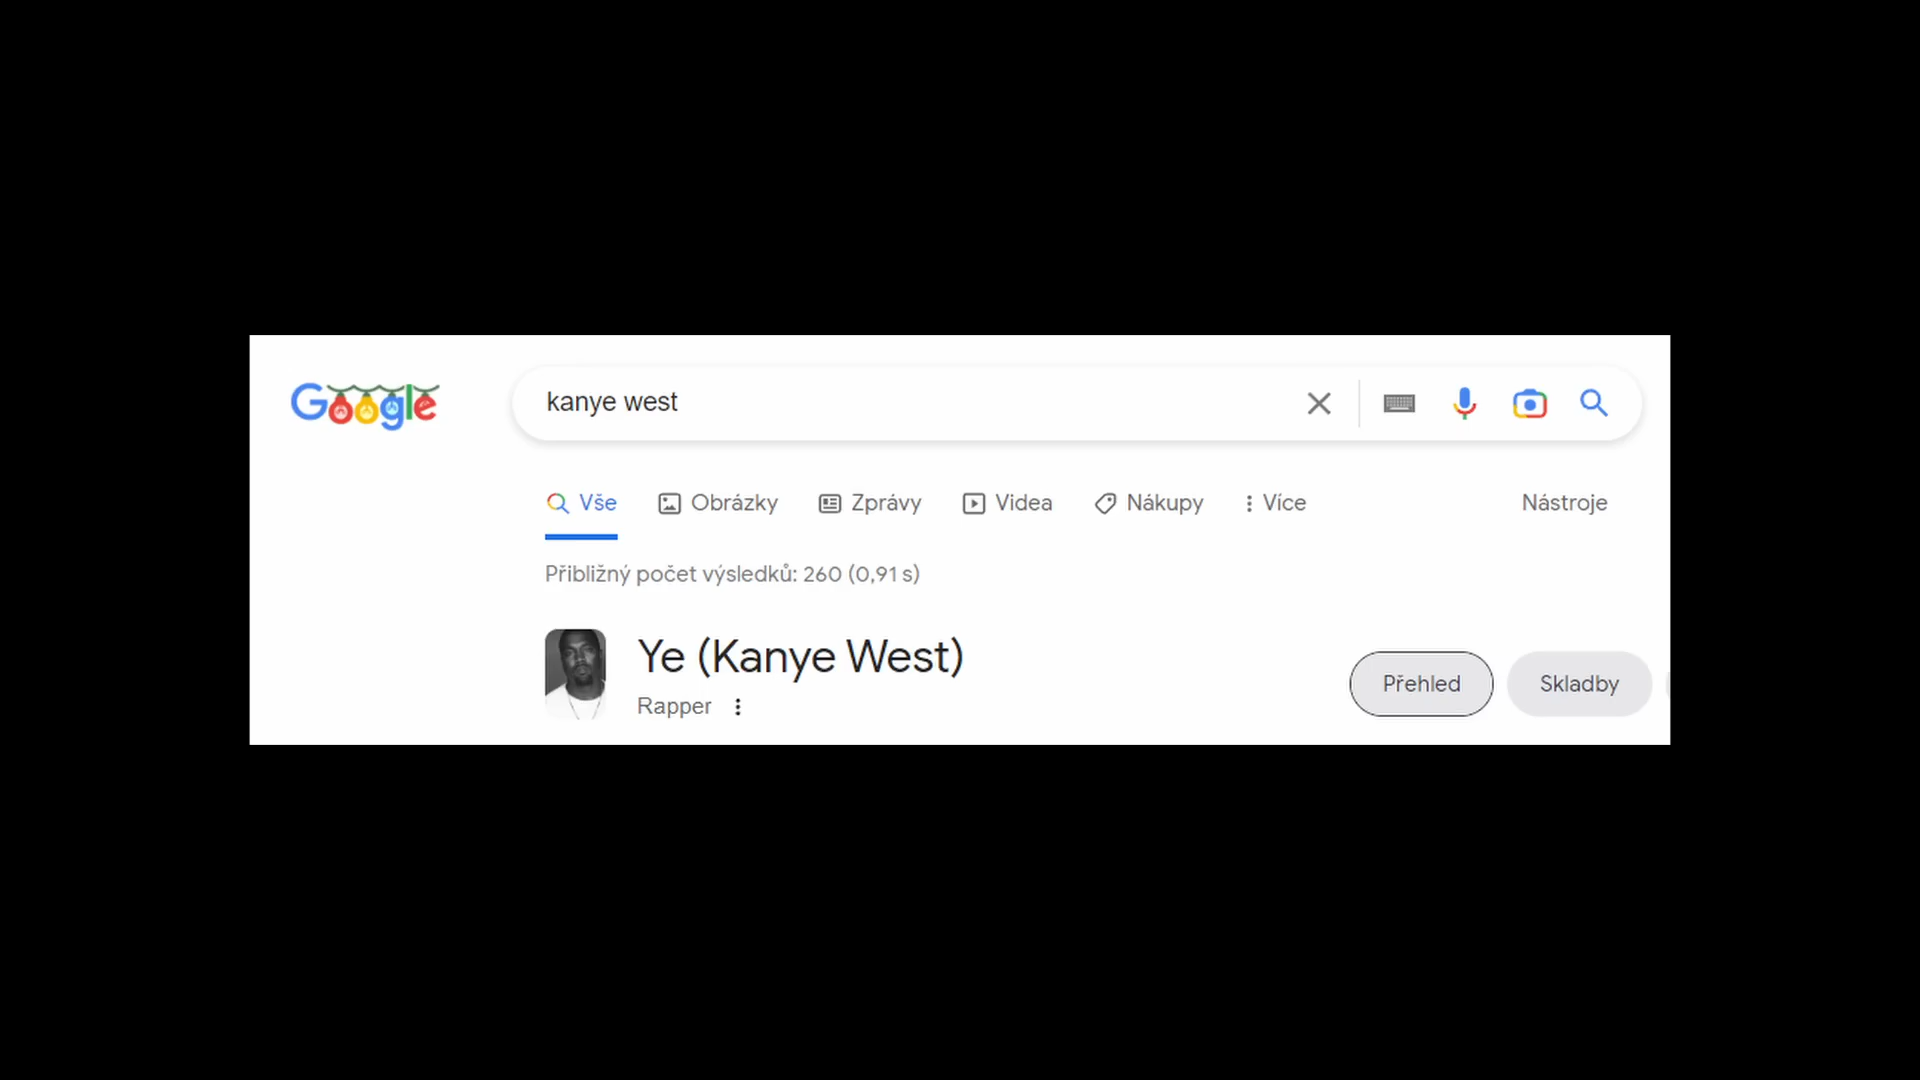 Google
kanye west
Vše Obrázky Zprávy Videa Nákupy Více Nástroje
Přibližný počet výsledků: 260 (0,91 s)
Ye (Kanye West)
Rapper
Přehled Skladby